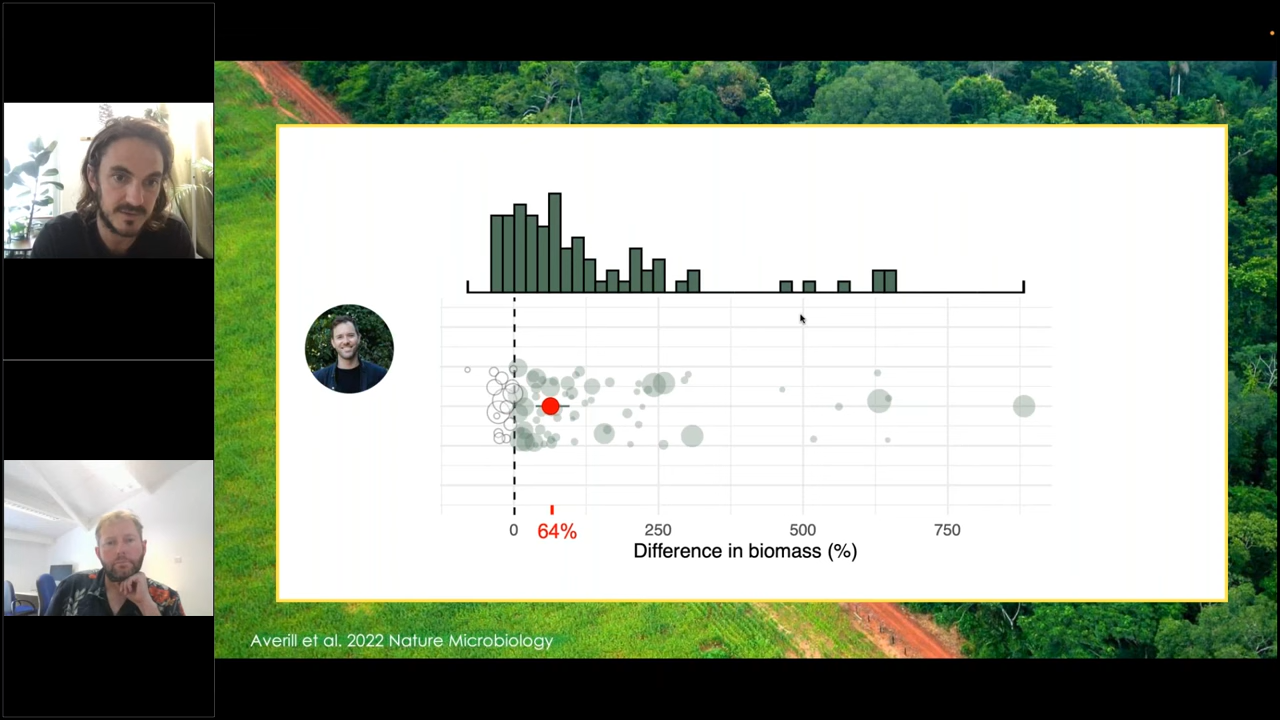 0
64%
250
500
750
Difference in biomass (%)
Averill et al. 2022 Nature Microbiology